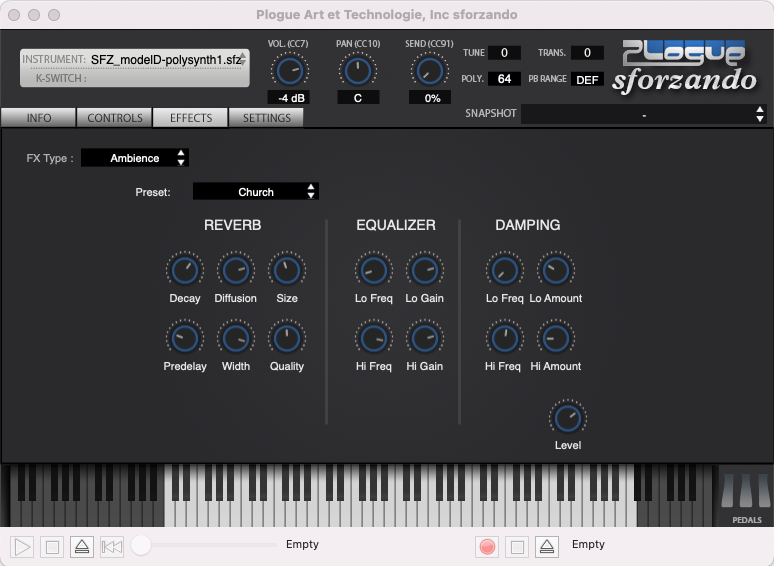 Plogue Art et Technologie, Inc sforzando
INSTRUMENT: SFZ_modelD-polysynth1.sfz
K-SWITCH :
VOL. (CC7) PAN (CC10) SEND (CC91)
-4 dB C 0%
TUNE 0 TRANS. 0
POLY. 64 PB RANGE DEF
Plogue
sforzando
SNAPSHOT -
INFO CONTROLS EFFECTS SETTINGS
FX Type : Ambience
Preset: Church
REVERB EQUALIZER DAMPING
Decay Diffusion Size Lo Freq Lo Gain Lo Freq Lo Amount
Predelay Width Quality Hi Freq Hi Gain Hi Freq Hi Amount
Level
PEDALS
Empty Empty